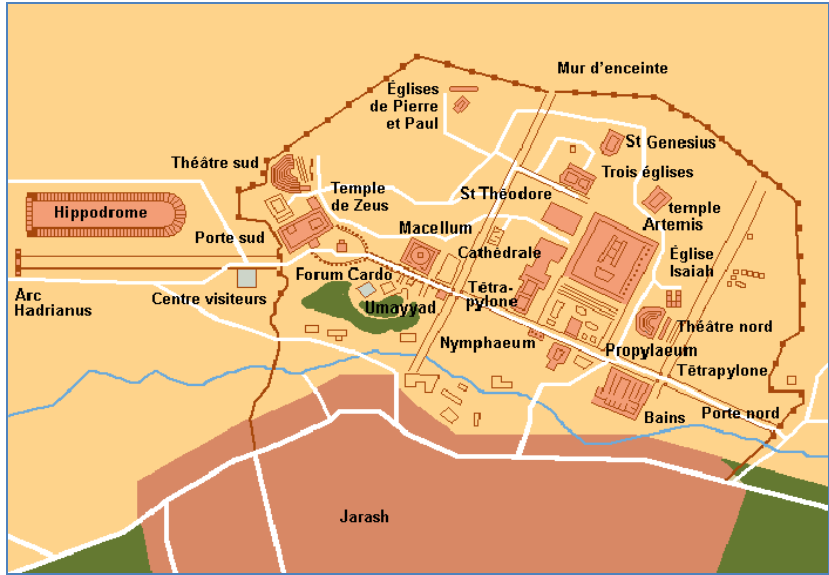 Mur d'enceinte
Églises
de Pierre
et Paul
St Genesius
Théâtre sud
Trois églises
Temple
de Zeus
St Théodore
temple
Artemis
Hippodrome
Macellum
Porte sud
Cathédrale
Église
Isaiah
Forum Cardo
Tëtra-
pylone
Arc
Hadrianus
Centre visiteurs
Umayyad
Théâtre nord
Nymphaeum
Propylaeum
Tëtrapylone
Bains
Porte nord
Jarash